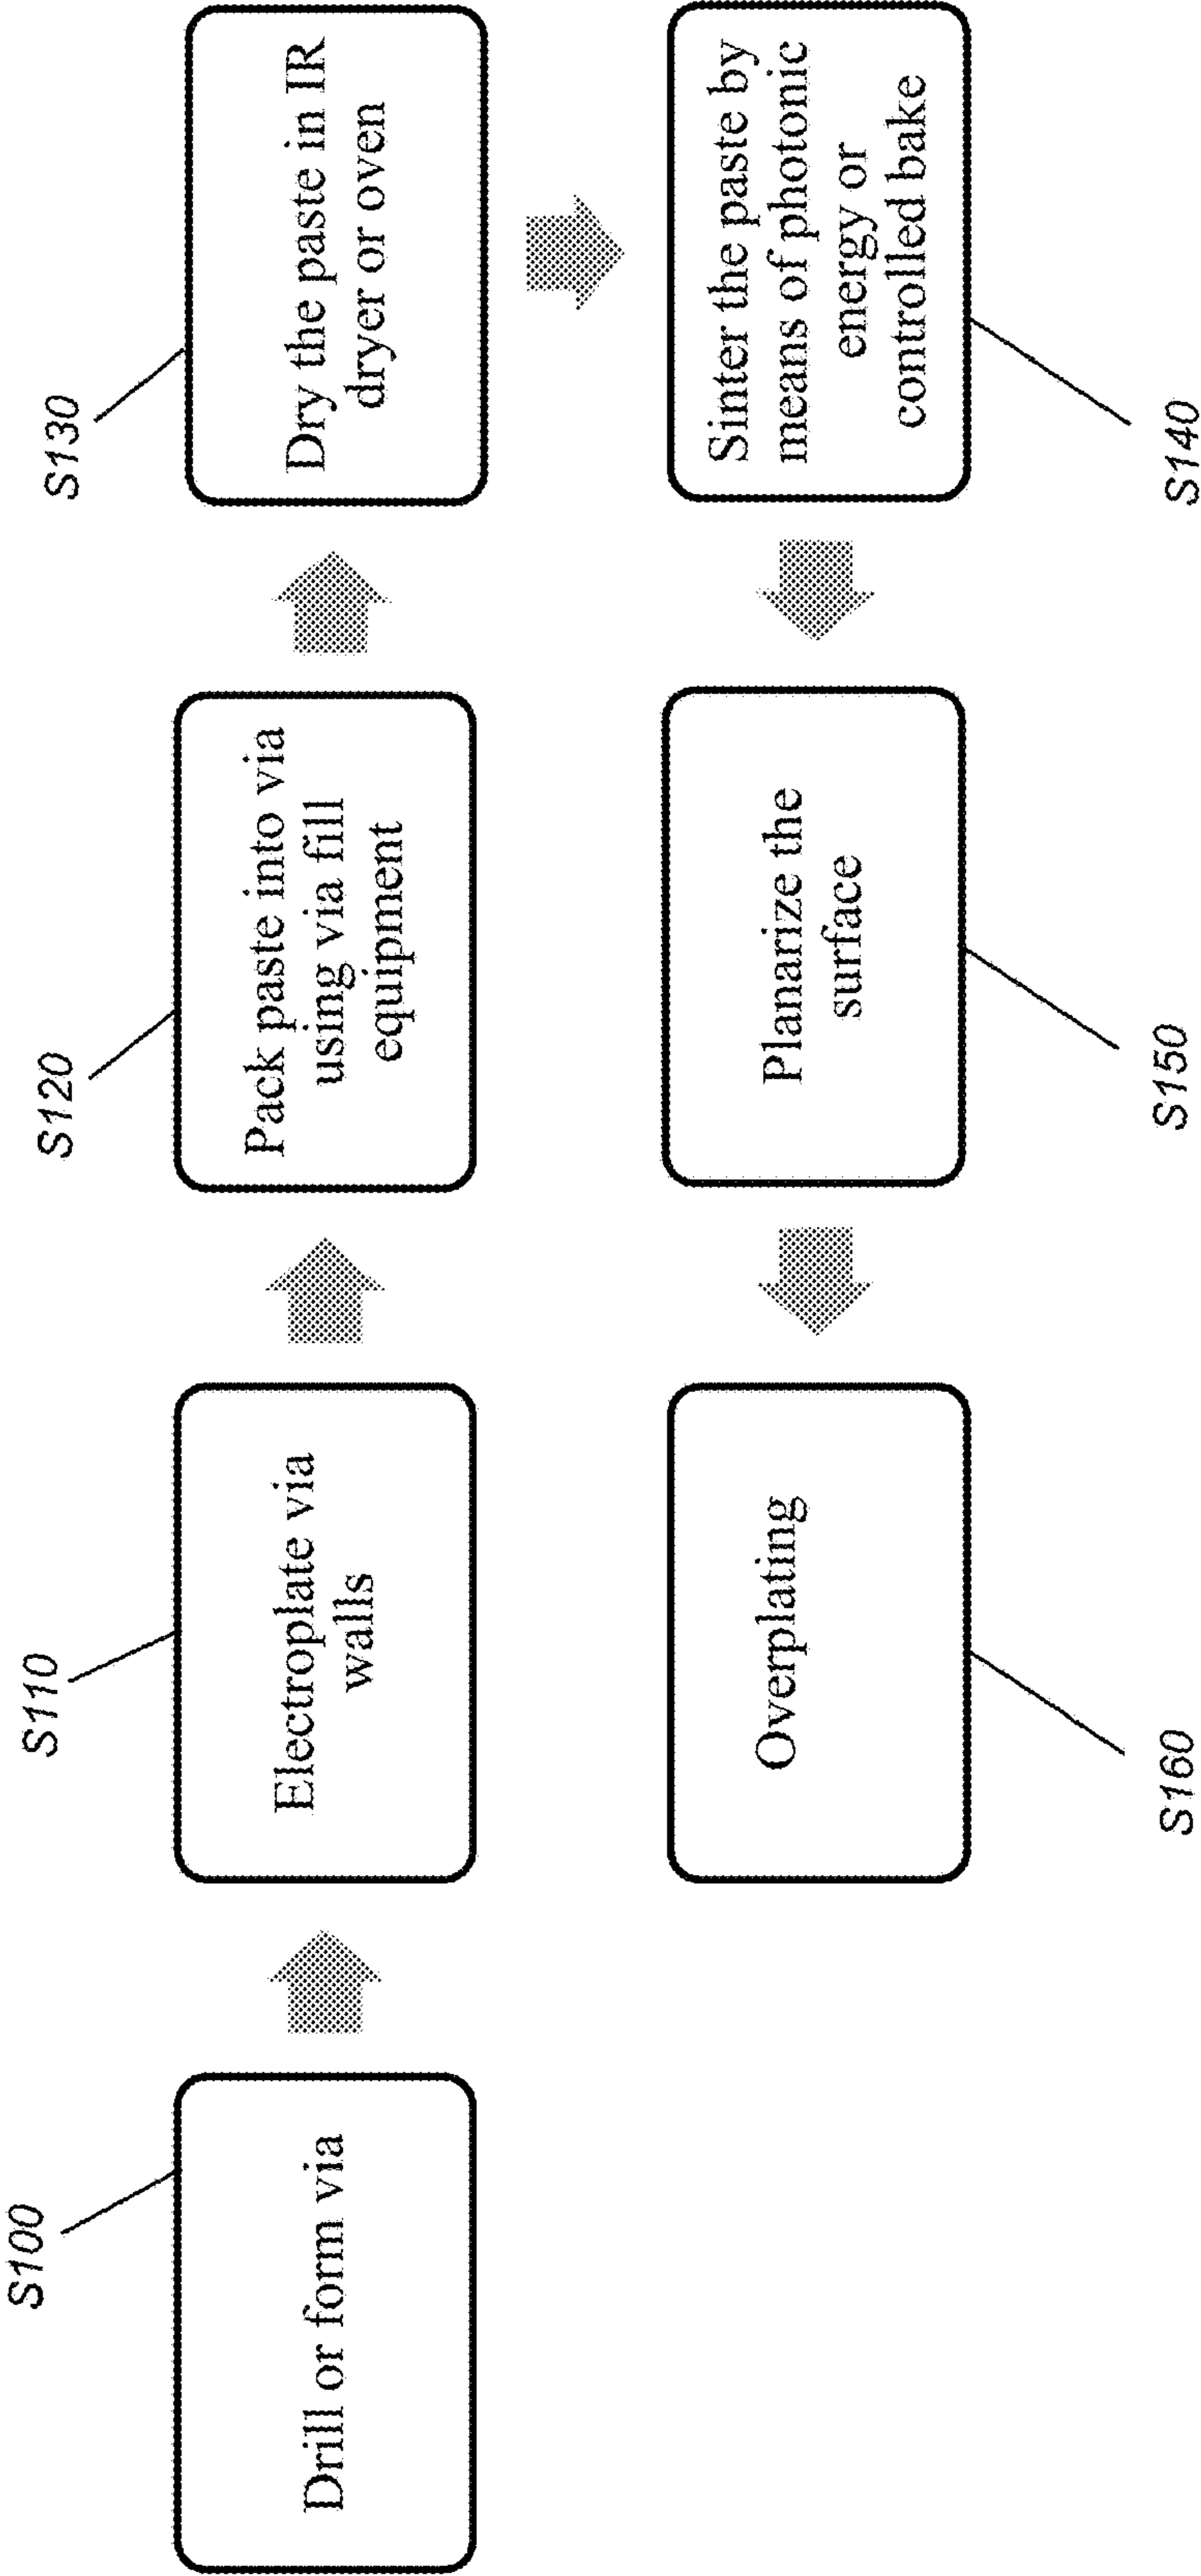 S100
Drill or form via
S110
Electroplate via
walls
S120
Pack paste into via
using via fill
equipment
S130
Dry the paste in IR
dryer or oven
Sinter the paste by
means of photonic
energy or
controlled bake
S140
Planarize the
surface
S150
Overplating
S160